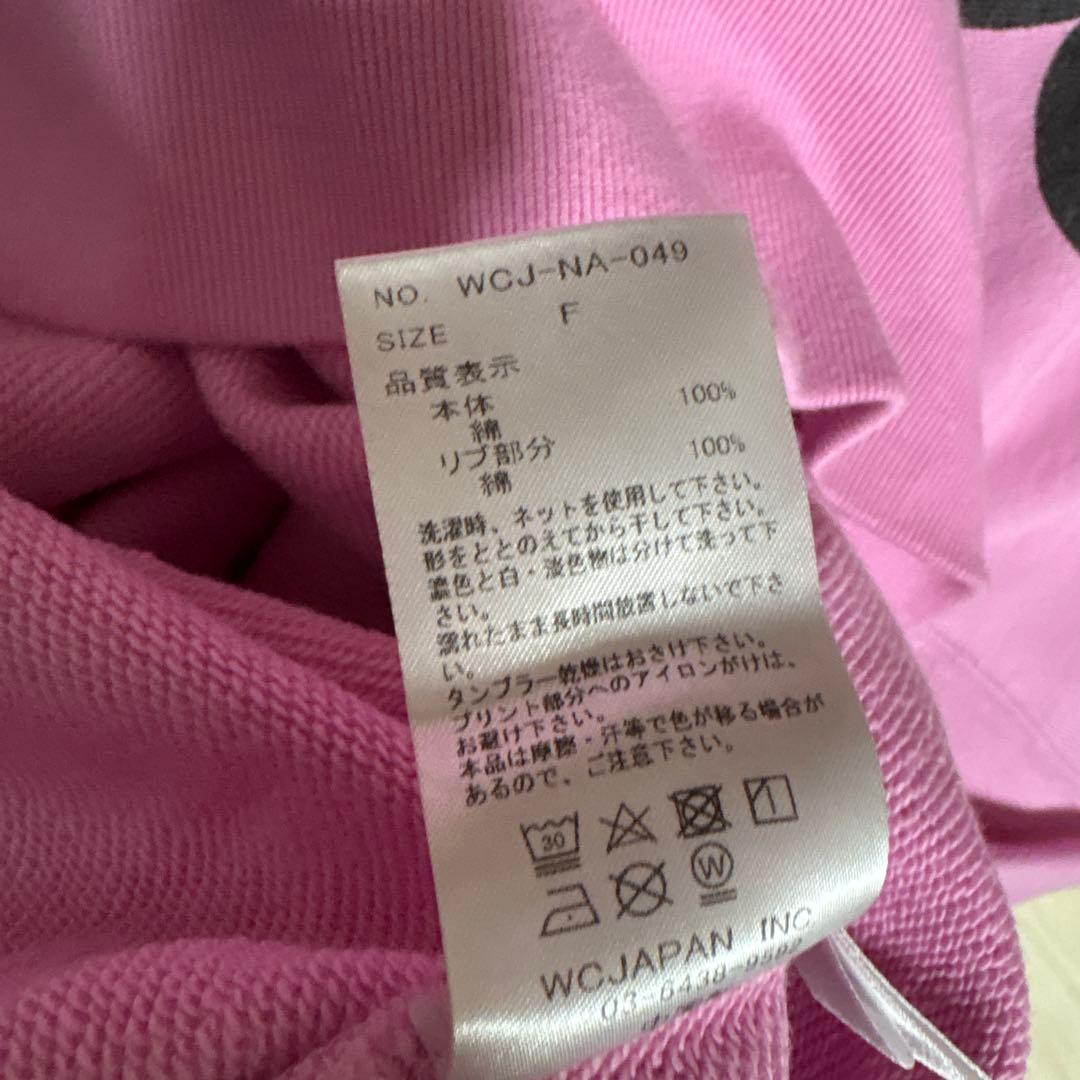 NO. WCJ-NA-049
SIZE F
品質表示
本体
綿 100%
リブ部分
綿 100%
洗濯時、ネットを使用して下さい。
形をととのえてから干して下さい。
濃色と白・淡色物は分けて洗って下
さい。
濡れたまま長時間放置しないで下さ
い。
タンブラー乾燥はおさけ下さい。
プリント部分へのアイロンがけは、
お避け下さい。
本品は摩擦・汗等で色が移る場合が
あるので、ご注意下さい。
30
W
WCJAPAN INC
03-6438-9502